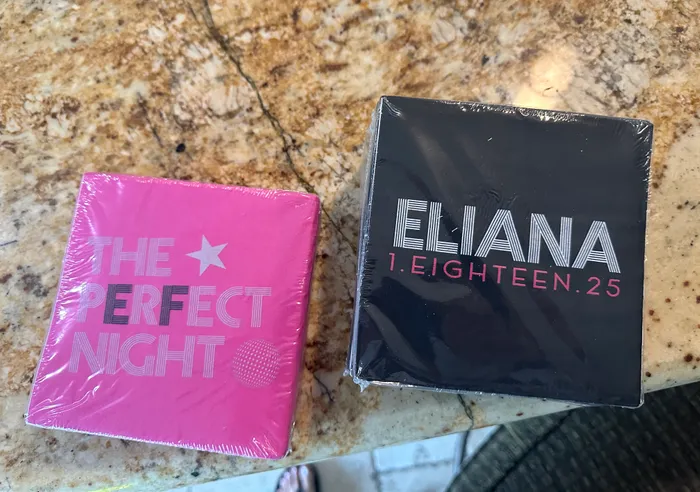 THE
PERFECT
NIGHT
ELIANA
1.EIGHTEEN.25